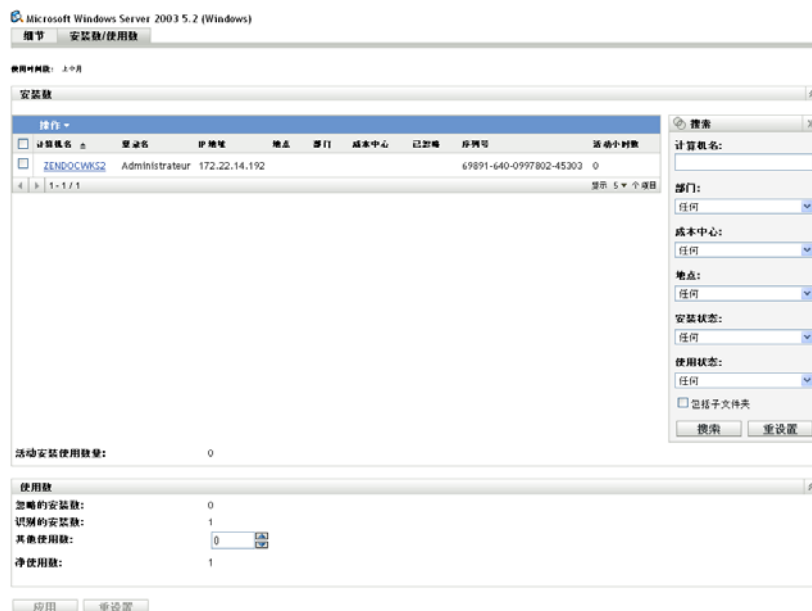 Microsoft Windows Server 2003 5.2 (Windows)
细节 安装数/使用数
使用时间段: 上个月
安装数
操作
计算机名 登录名 IP 地址 地点 部门 成本中心 已忽略 序列号 活动小时数
ZENDOCWKS2 Administrateur 172.22.14.192 69891-640-0997802-45303 0
1-1 / 1 显示 5 个项目
搜索
计算机名:
部门:
任何
成本中心:
任何
地点:
任何
安装状态:
任何
使用状态:
任何
包括子文件夹
搜索 重设置
活动安装使用数量: 0
使用数
忽略的安装数: 0
识别的安装数: 1
其他使用数: 0
净使用数: 1
应用 重设置